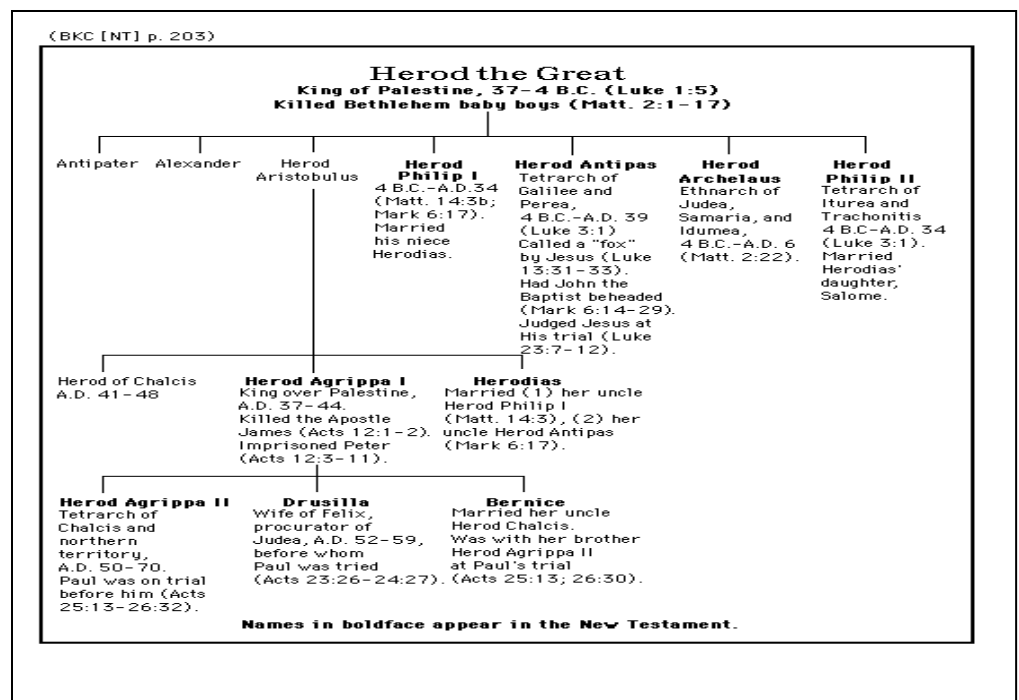 (BKC [NT] p. 203)
Herod the Great
King of Palestine, 37-4 B.C. (Luke 1:5)
Killed Bethlehem baby boys (Matt. 2:1-17)
Antipater
Alexander
Herod
Aristobulus
Herod
Philip I
4 B.C.-A.D.34
(Matt. 14:3b;
Mark 6:17).
Married
his niece
Herodias.
Herod Antipas
Tetrarch of
Galilee and
Perea,
4 B.C.-A.D. 39
(Luke 3:1)
Called a "fox"
by Jesus (Luke
13:31-33).
Had John the
Baptist beheaded
(Mark 6:14-29).
Judged Jesus at
His trial (Luke
23:7-12).
Herod
Archelaus
Ethnarch of
Judea,
Samaria, and
Idumea,
4 B.C.-A.D. 6
(Matt. 2:22).
Herod
Philip II
Tetrarch of
Iturea and
Trachonitis
4 B.C.-A.D. 34
(Luke 3:1).
Married
Herodias'
daughter,
Salome.
Herod of Chalcis
A.D. 41-48
Herod Agrippa I
King over Palestine,
A.D. 37-44.
Killed the Apostle
James (Acts 12:1-2).
Imprisoned Peter
(Acts 12:3-11).
Herodias
Married (1) her uncle
Herod Philip I
(Matt. 14:3), (2) her
uncle Herod Antipas
(Mark 6:17).
Herod Agrippa II
Tetrarch of
Chalcis and
northern
territory,
A.D. 50-70.
Paul was on trial
before him (Acts
25:13-26:32).
Drusilla
Wife of Felix,
procurator of
Judea, A.D. 52-59,
before whom
Paul was tried
(Acts 23:26-24:27).
Bernice
Married her uncle
Herod Chalcis.
Was with her brother
Herod Agrippa II
at Paul's trial
(Acts 25:13; 26:30).
Names in boldface appear in the New Testament.